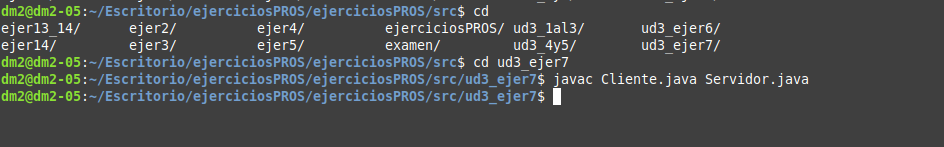 dm2@dm2-05:~/Escritorio/ejerciciosPROS/ejerciciosPROS/src$ cd
ejer13_14/ ejer2/ ejer4/ ejerciciosPROS/ ud3_1al3/ ud3_ejer6/
ejer14/ ejer3/ ejer5/ examen/ ud3_4y5/ ud3_ejer7/
dm2@dm2-05:~/Escritorio/ejerciciosPROS/ejerciciosPROS/src$ cd ud3_ejer7
dm2@dm2-05:~/Escritorio/ejerciciosPROS/ejerciciosPROS/src/ud3_ejer7$ javac Cliente.java Servidor.java
dm2@dm2-05:~/Escritorio/ejerciciosPROS/ejerciciosPROS/src/ud3_ejer7$